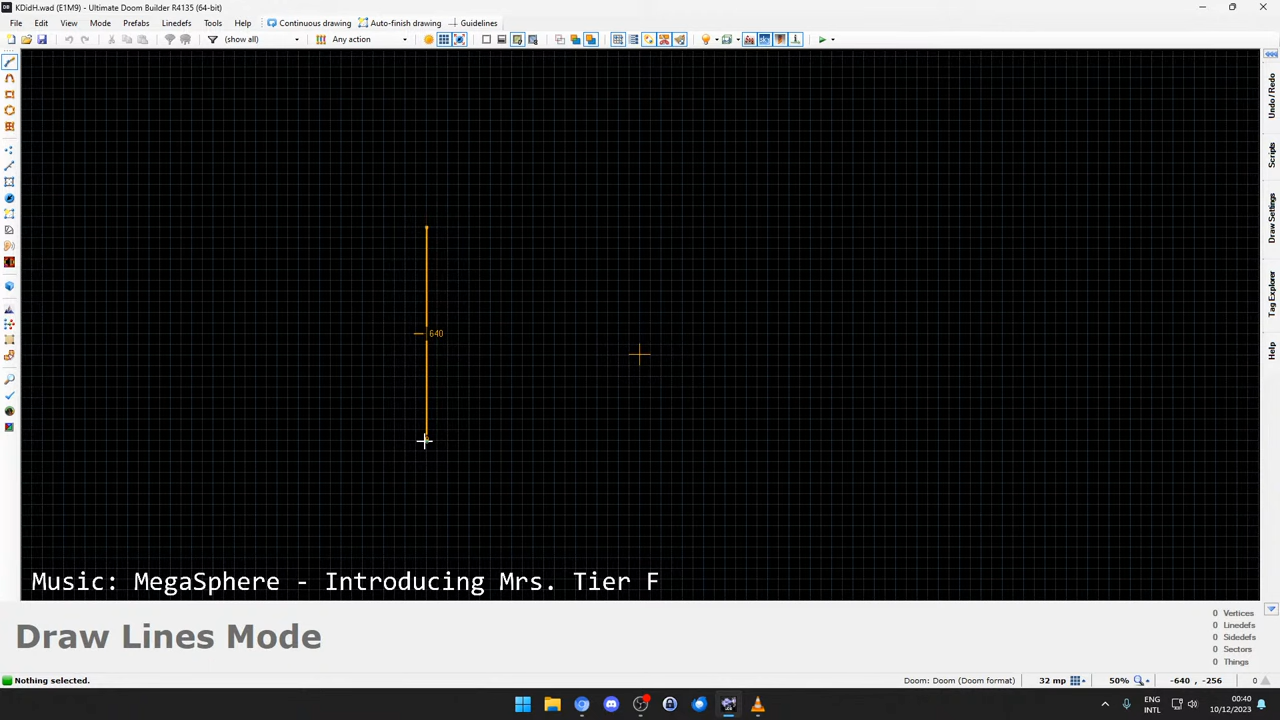 KDidH.wad (E1M9) - Ultimate Doom Builder R4135 (64-bit)
File Edit View Mode Prefabs Linedefs Tools Help Continuous drawing Auto-finish drawing Guidelines
(show all) Any action
Undo / Redo
Scripts
Draw Settings
Tag Explorer
Help
640
Music: MegaSphere - Introducing Mrs. Tier F
Draw Lines Mode
0 Vertices
0 Linedefs
0 Sidedefs
0 Sectors
0 Things
Nothing selected. Doom: Doom (Doom format) 32 mp 50% -640 , -256 0
ENG
INTL
00:40
10/12/2023